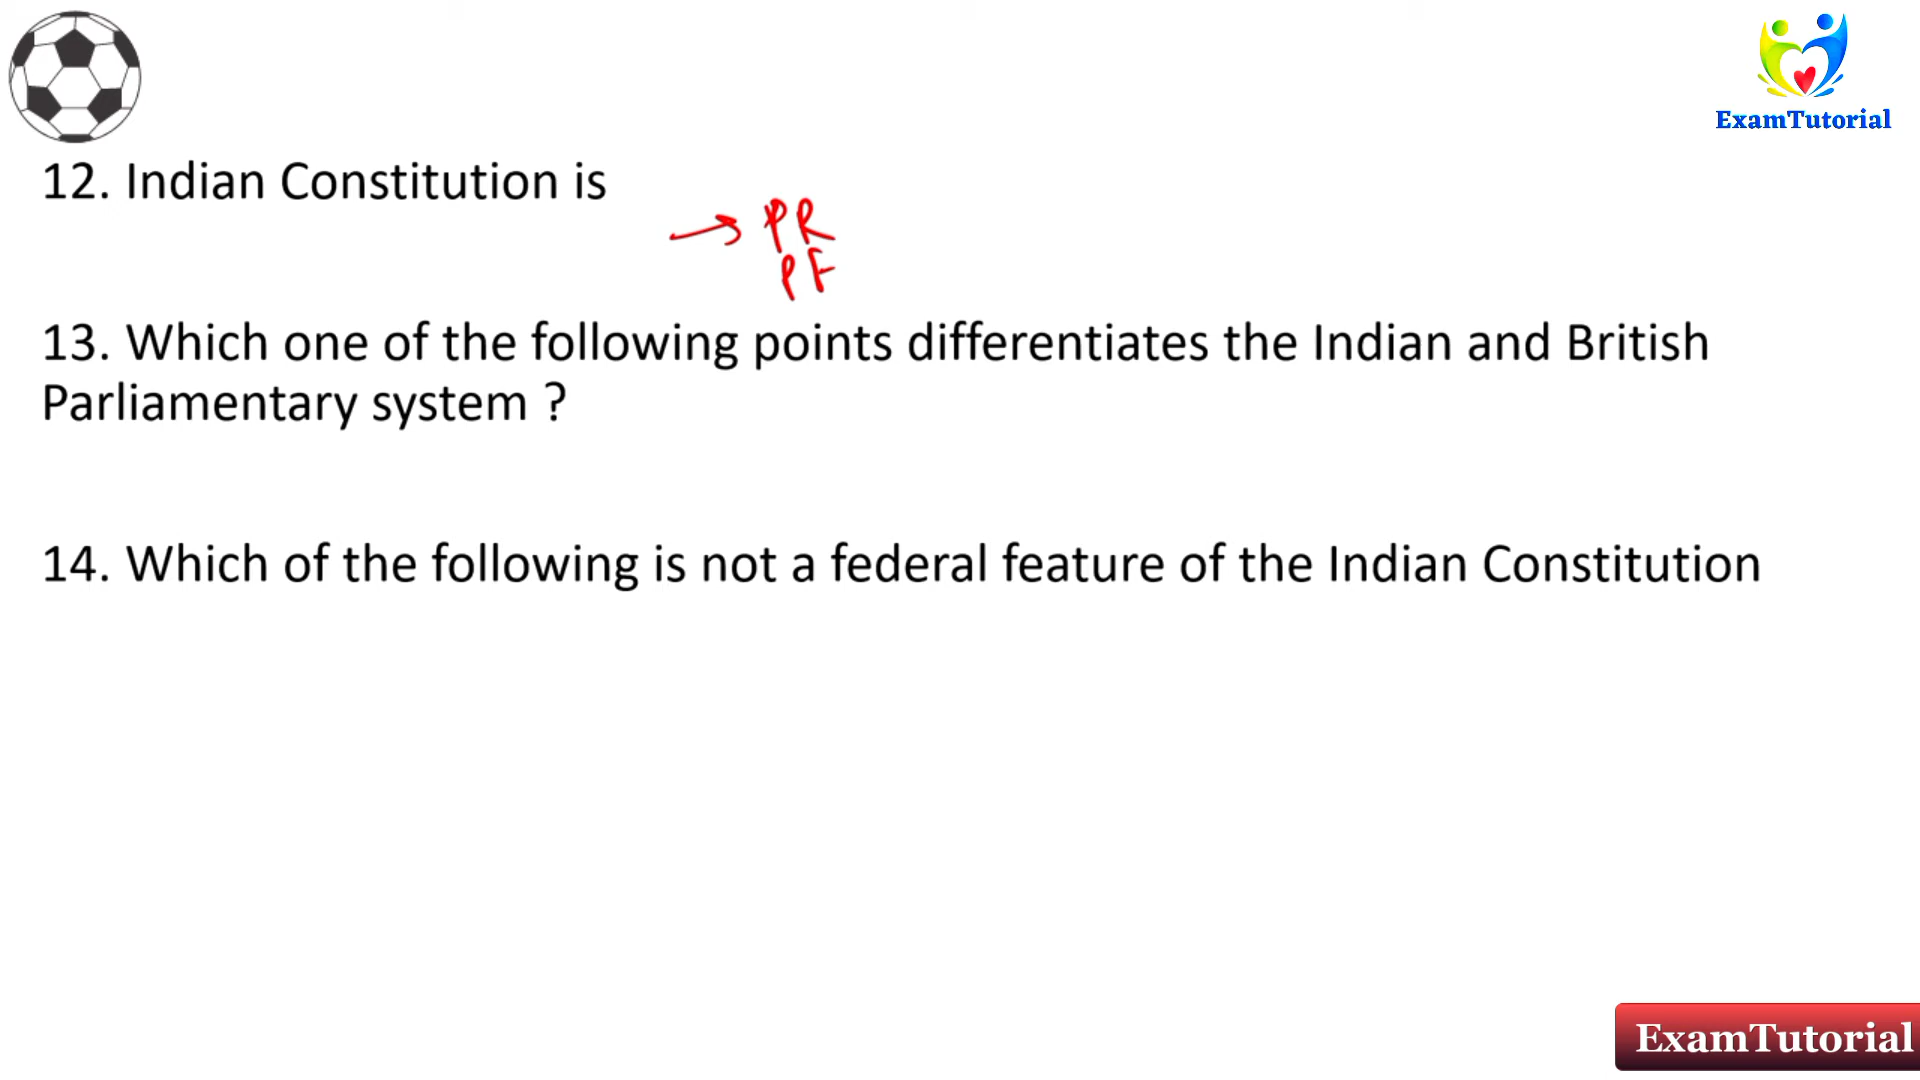 ExamTutorial
12. Indian Constitution is
PR
PF
13. Which one of the following points differentiates the Indian and British
Parliamentary system ?
14. Which of the following is not a federal feature of the Indian Constitution
ExamTutorial